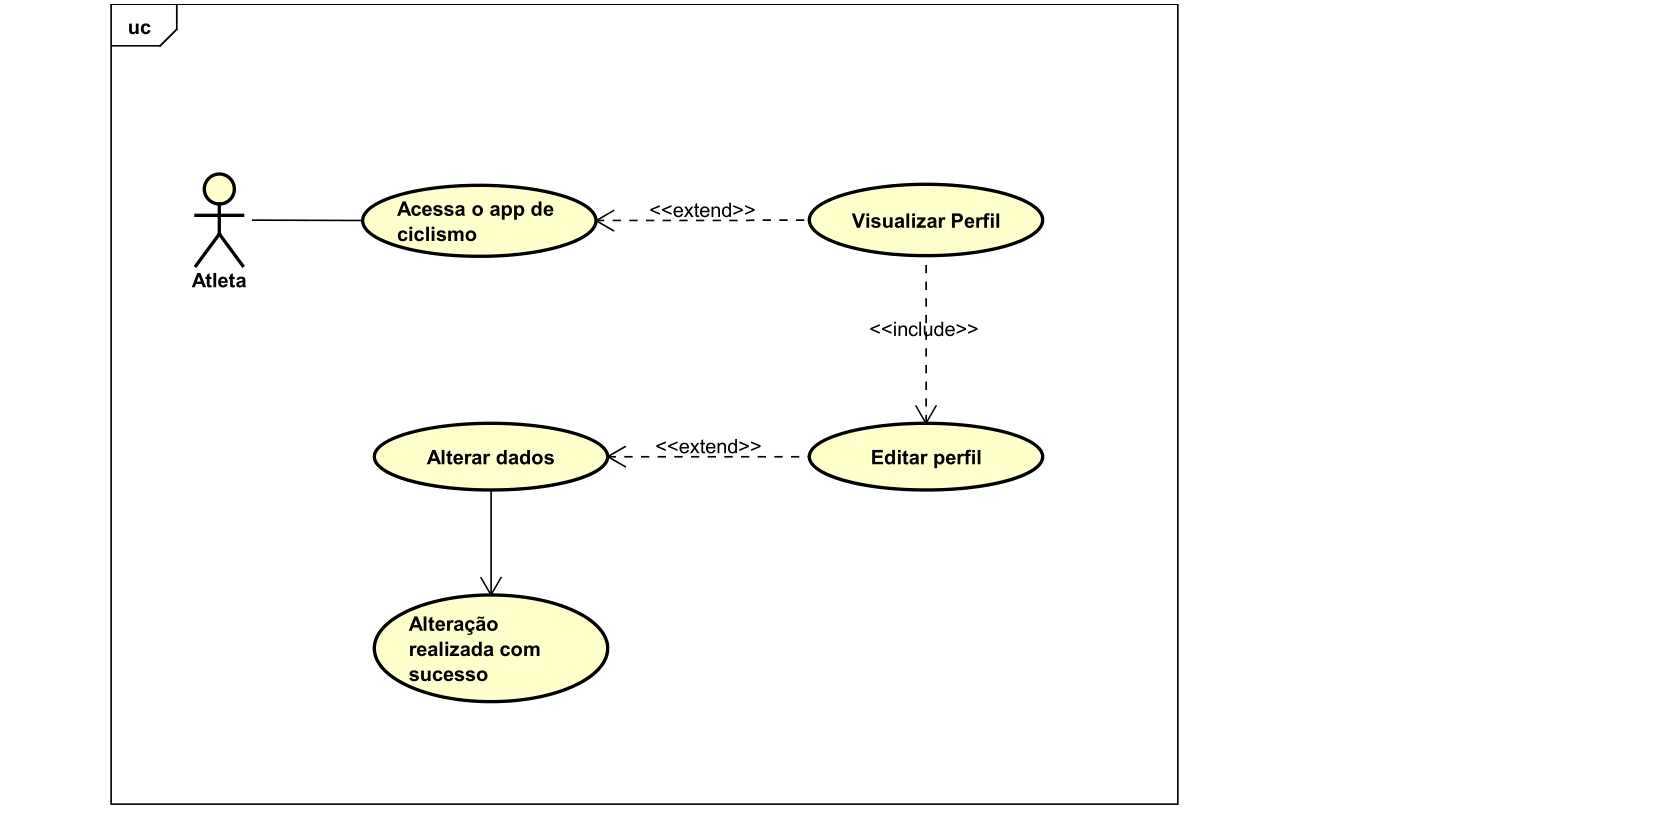 uc
Acessa o app de
ciclismo
<<extend>>
Visualizar Perfil
Atleta
<<include>>
Alterar dados
<<extend>>
Editar perfil
Alteração
realizada com
sucesso